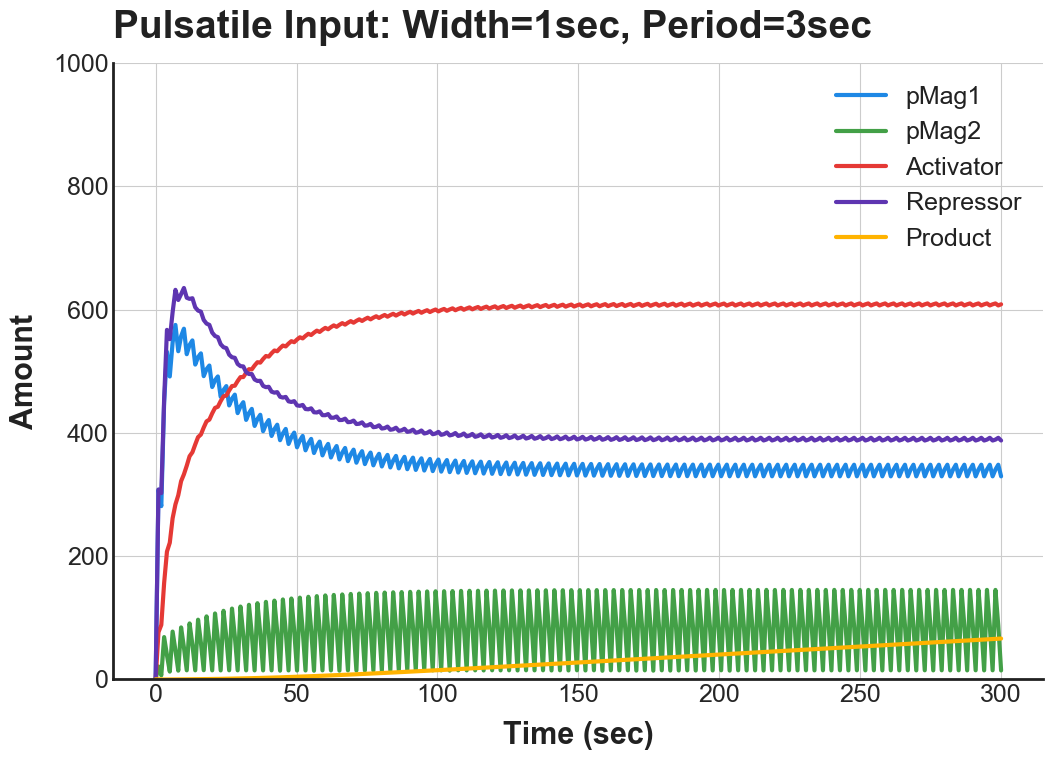 Pulsatile Input: Width=1sec, Period=3sec
1000
800
600
400
200
0
Amount
pMag1
pMag2
Activator
Repressor
Product
0 50 100 150 200 250 300
Time (sec)